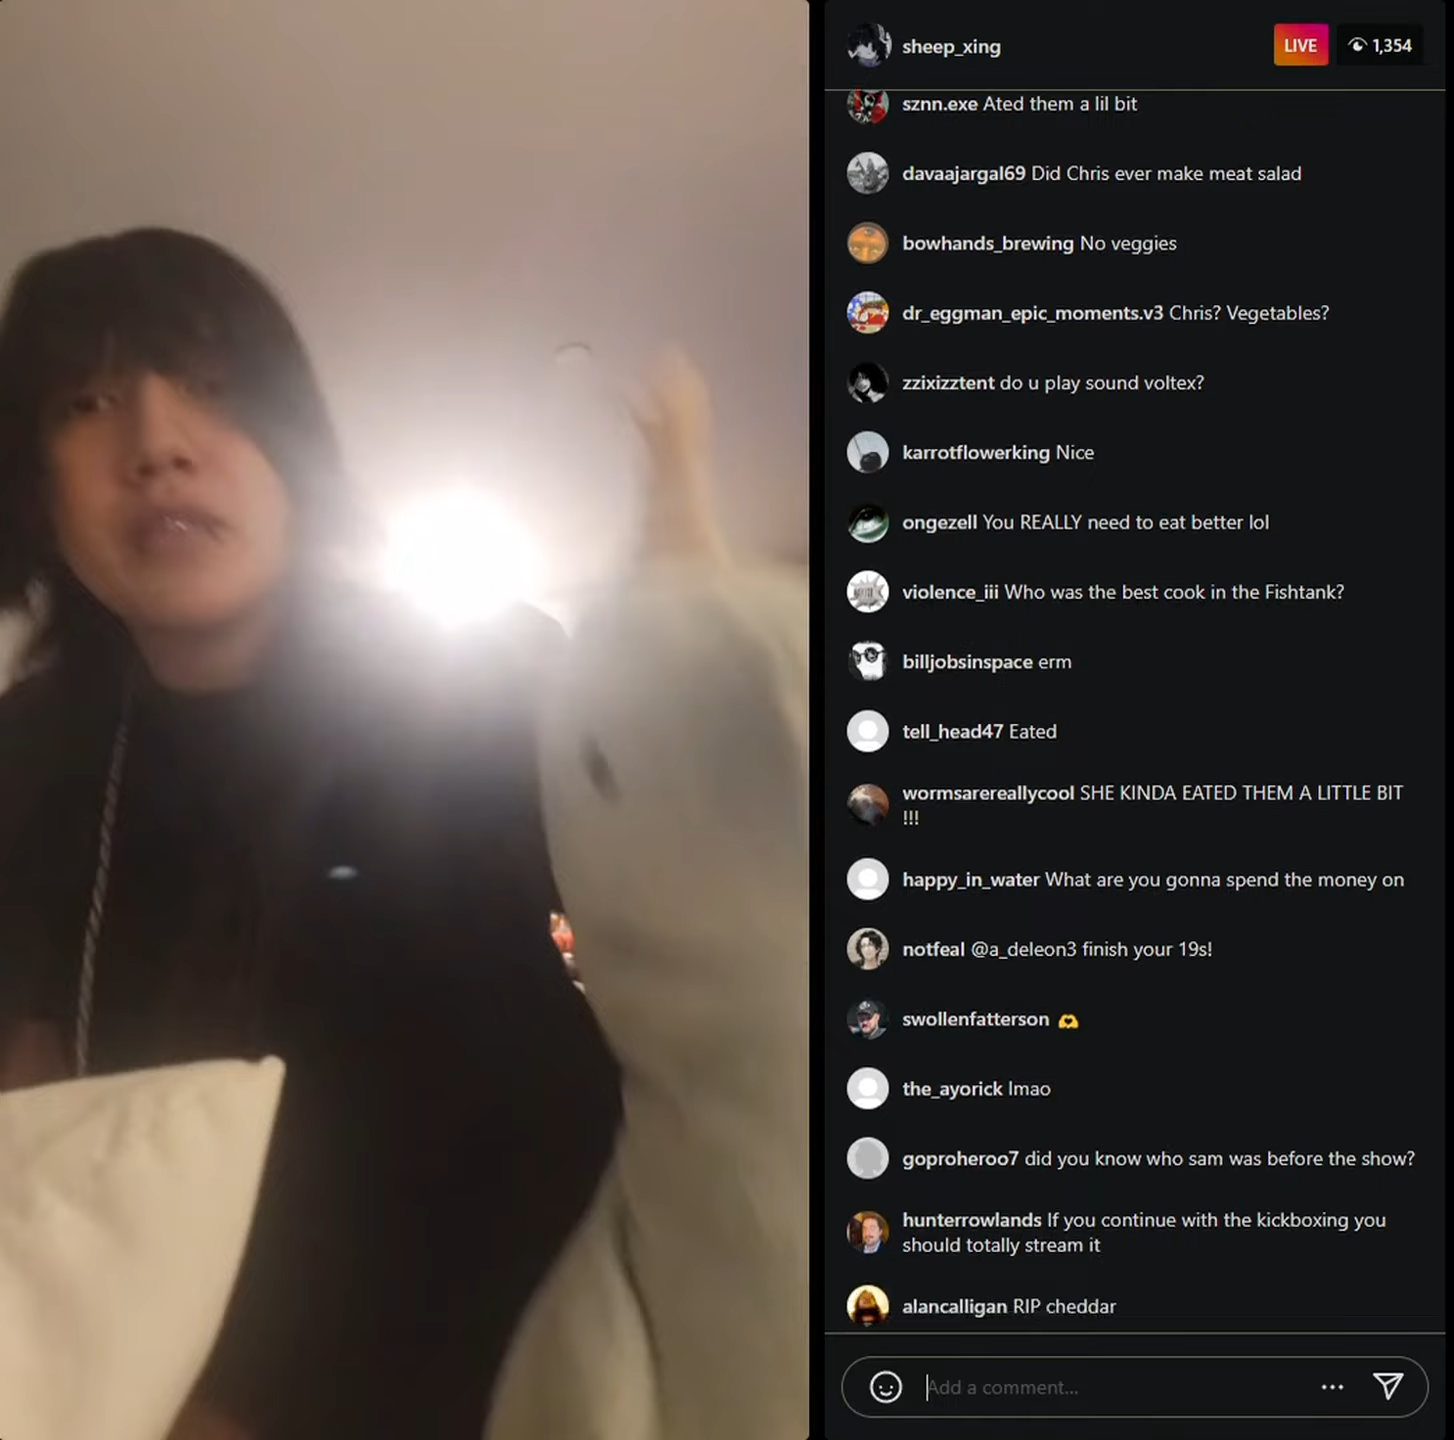 sheep_xing
LIVE
1,354
sznn.exe Ated them a lil bit
davaajargal69 Did Chris ever make meat salad
bowhands_brewing No veggies
dr_eggman_epic_moments.v3 Chris? Vegetables?
zzixizztent do u play sound voltex?
karrotflowerking Nice
ongezell You REALLY need to eat better lol
violence_iii Who was the best cook in the Fishtank?
billjobsinspace erm
tell_head47 Eated
wormsarereallycool SHE KINDA EATED THEM A LITTLE BIT
!!!
happy_in_water What are you gonna spend the money on
notfeal @a_deleon3 finish your 19s!
swollenfatterson 🫶
the_ayorick lmao
goproheroo7 did you know who sam was before the show?
hunterrowlands If you continue with the kickboxing you
should totally stream it
alancalligan RIP cheddar
Add a comment...